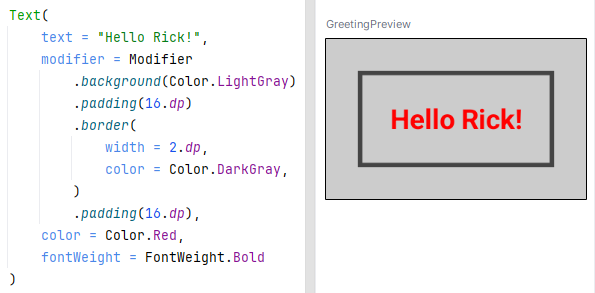 Text(
    text = "Hello Rick!",
    modifier = Modifier
        .background(Color.LightGray)
        .padding(16.dp)
        .border(
            width = 2.dp,
            color = Color.DarkGray,
        )
        .padding(16.dp),
    color = Color.Red,
    fontWeight = FontWeight.Bold
)
GreetingPreview
Hello Rick!